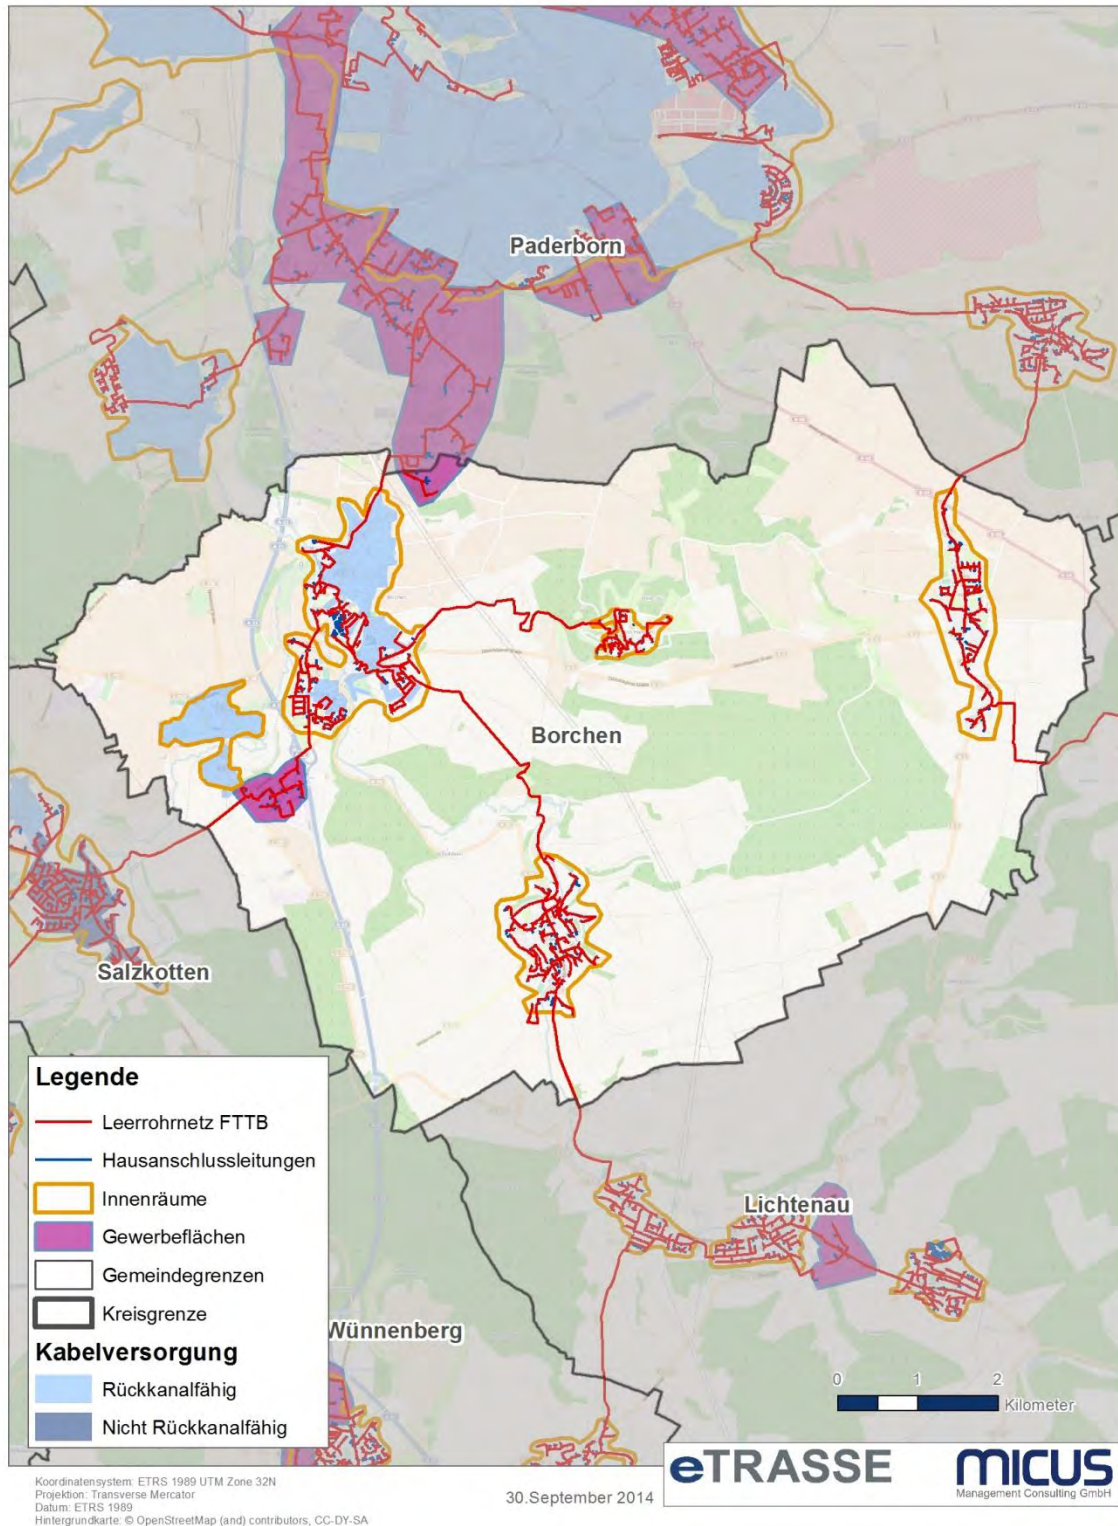 Paderborn
Borchen
Salzkotten
Lichtenau
Wünnenberg
Legende
Leerrohrnetz FTTB
Hausanschlussleitungen
Innenräume
Gewerbeflächen
Gemeindegrenzen
Kreisgrenze
Kabelversorgung
Rückkanalfähig
Nicht Rückkanalfähig
0 1 2
Kilometer
eTRASSE
micus
Management Consulting GmbH
30.September 2014
Koordinatensystem: ETRS 1989 UTM Zone 32N
Projektion: Transverse Mercator
Datum: ETRS 1989
Hintergrundkarte: © OpenStreetMap (and) contributors, CC-DY-SA